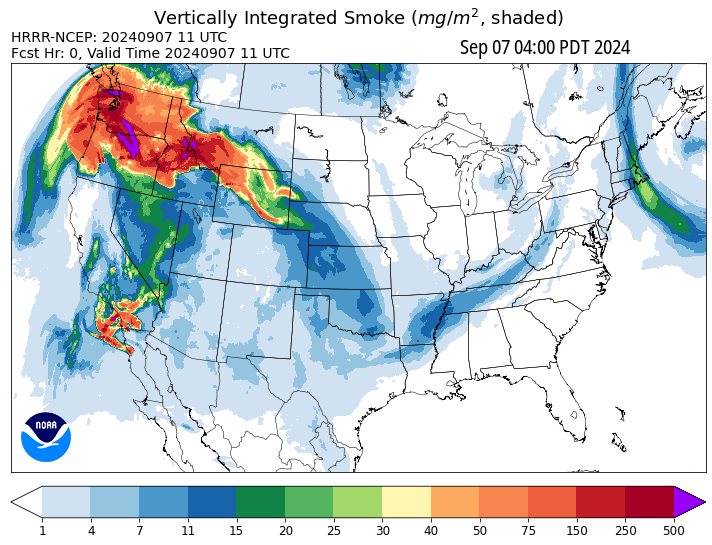 Vertically Integrated Smoke (mg/m², shaded)
HRRR-NCEP: 20240907 11 UTC
Fcst Hr: 0, Valid Time 20240907 11 UTC
Sep 07 04:00 PDT 2024
NOAA
1 4 7 11 15 20 25 30 40 50 75 150 250 500